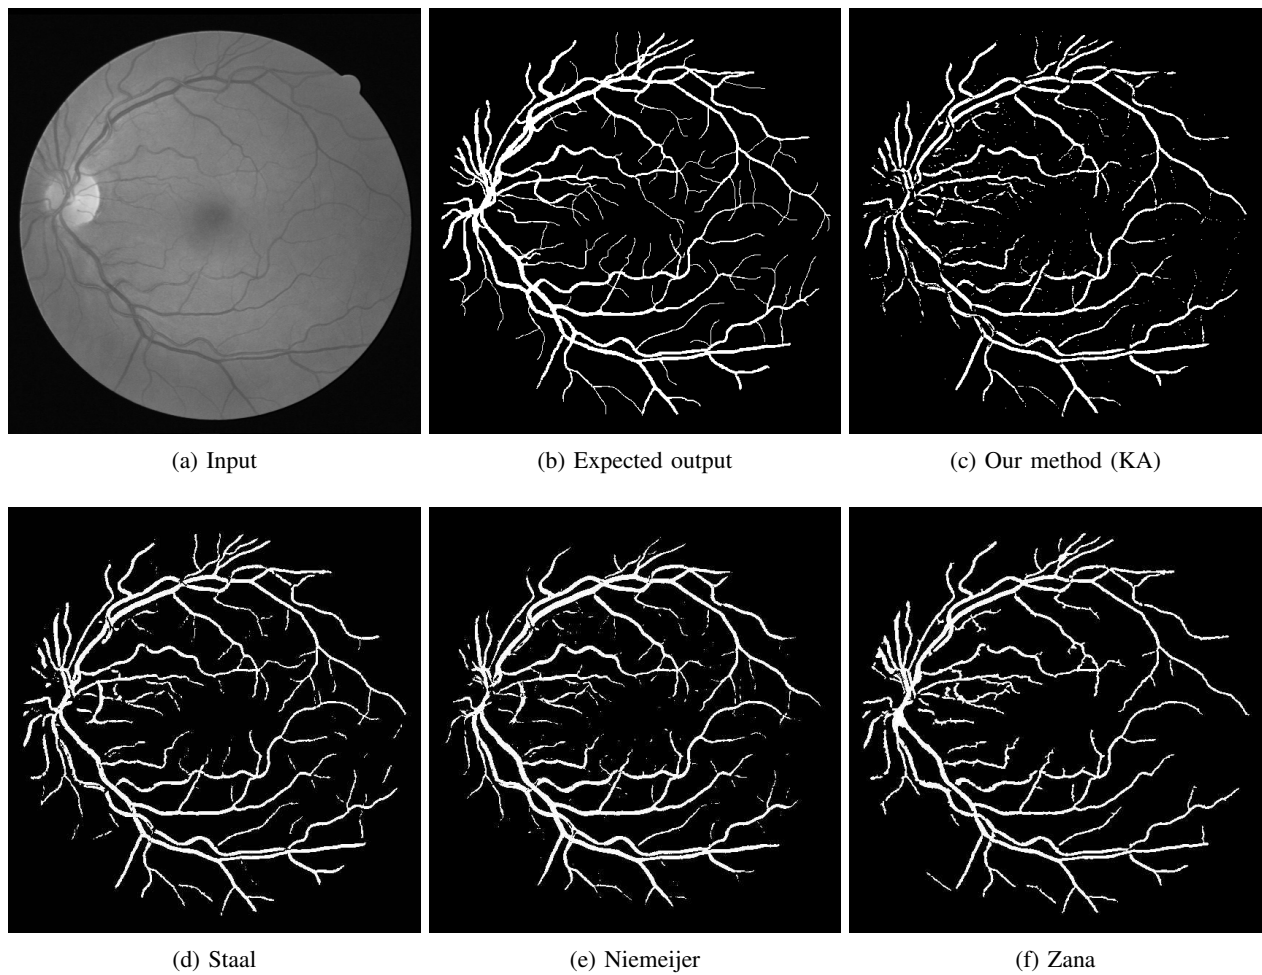 (a) Input
(b) Expected output
(c) Our method (KA)
(d) Staal
(e) Niemeijer
(f) Zana